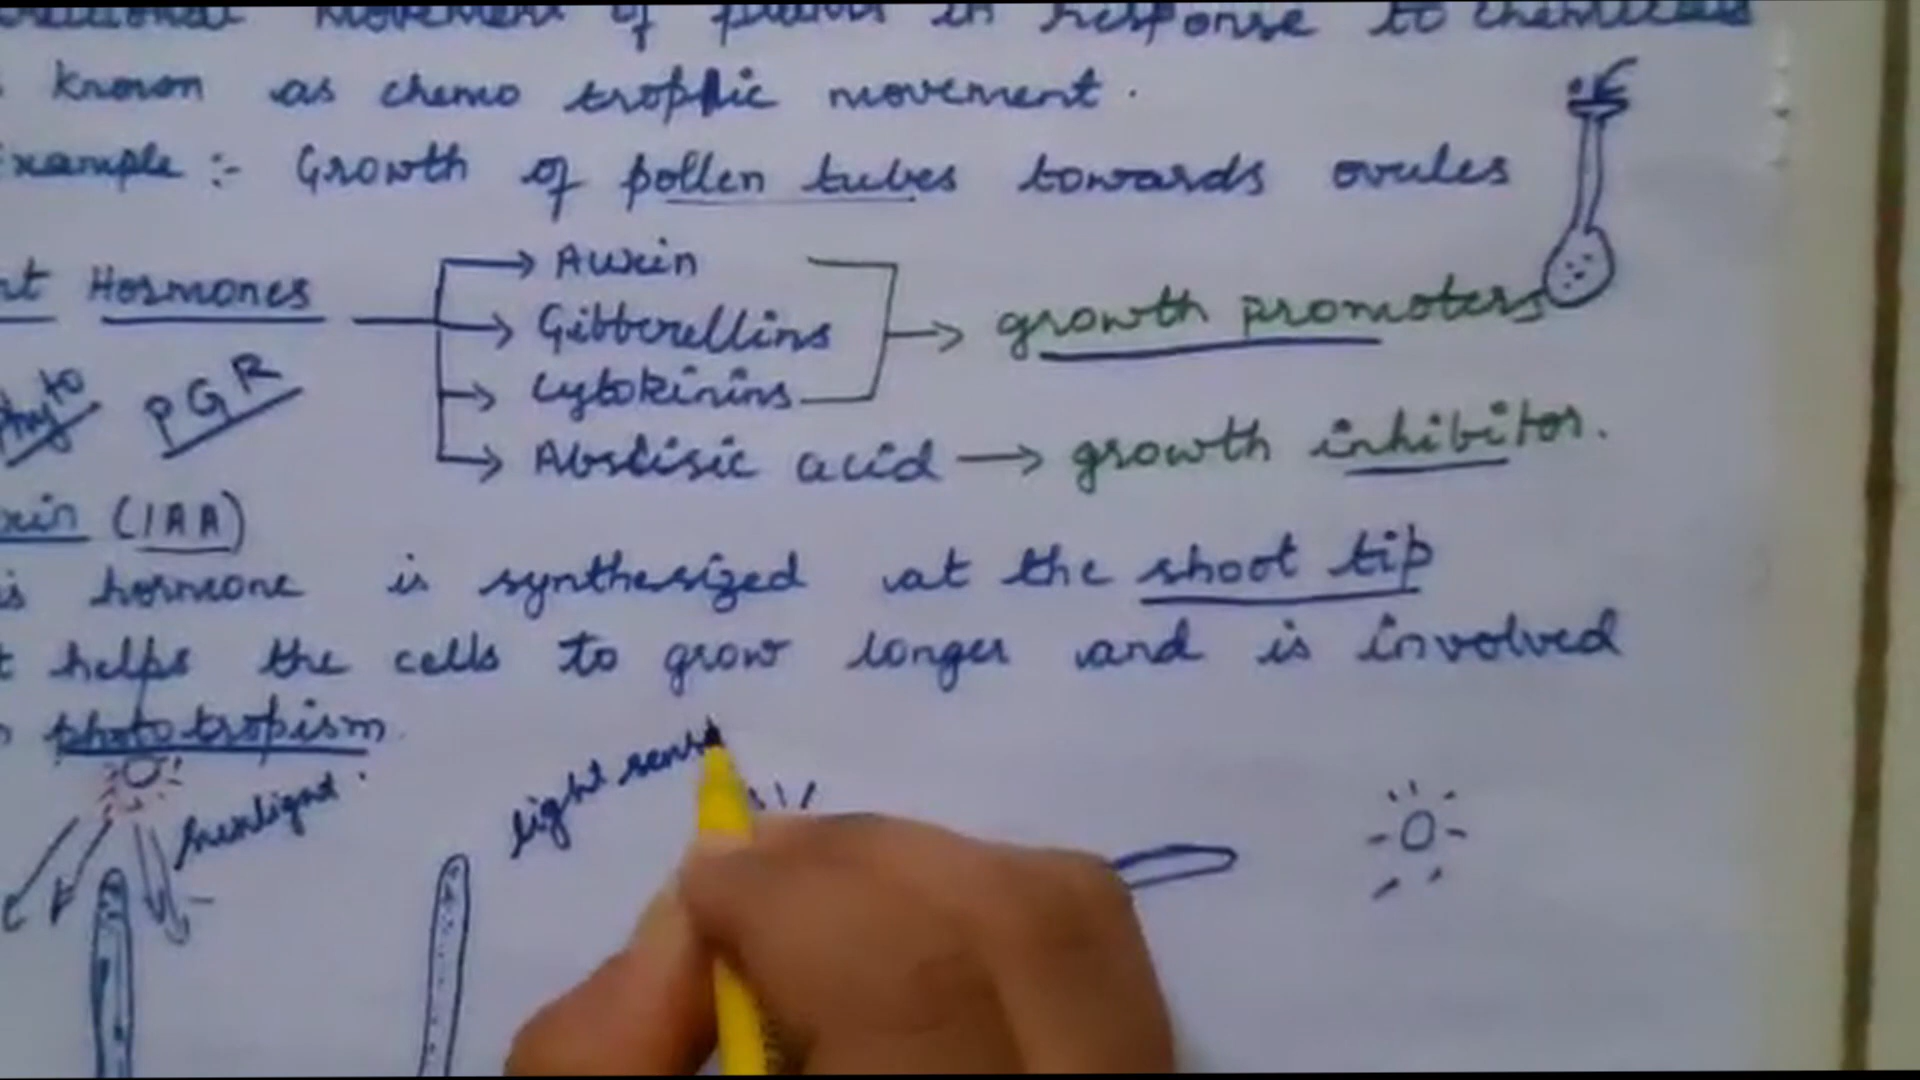 movement of plants in response to chemicals
known as chemo trophic movement.
Example :- Growth of pollen tubes towards ovules
Hormones
Auxin
Gibberellins
Cytokinins
growth promoters
Abscisic acid → growth inhibitor.
Phyto PGR
(IAA)
hormone is synthesized at the shoot tip
helps the cells to grow longer and is involved
phototropism.
sunlight
light sens